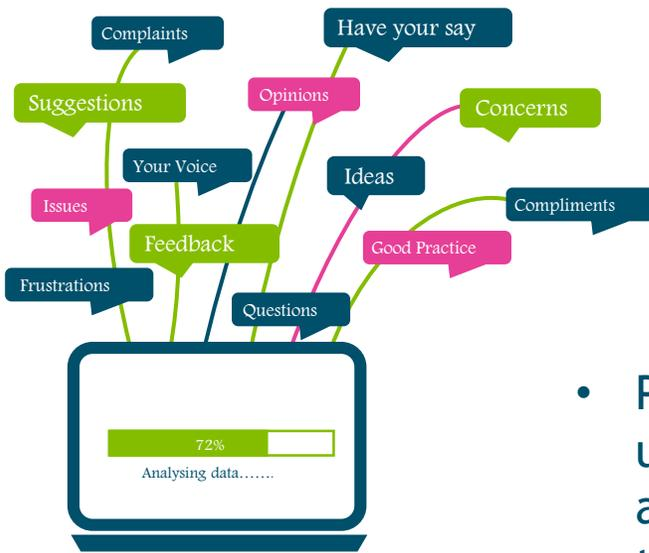 Complaints
Have your say
Suggestions
Opinions
Concerns
Your Voice
Ideas
Issues
Compliments
Feedback
Good Practice
Frustrations
Questions
72%
Analysing data…….
•